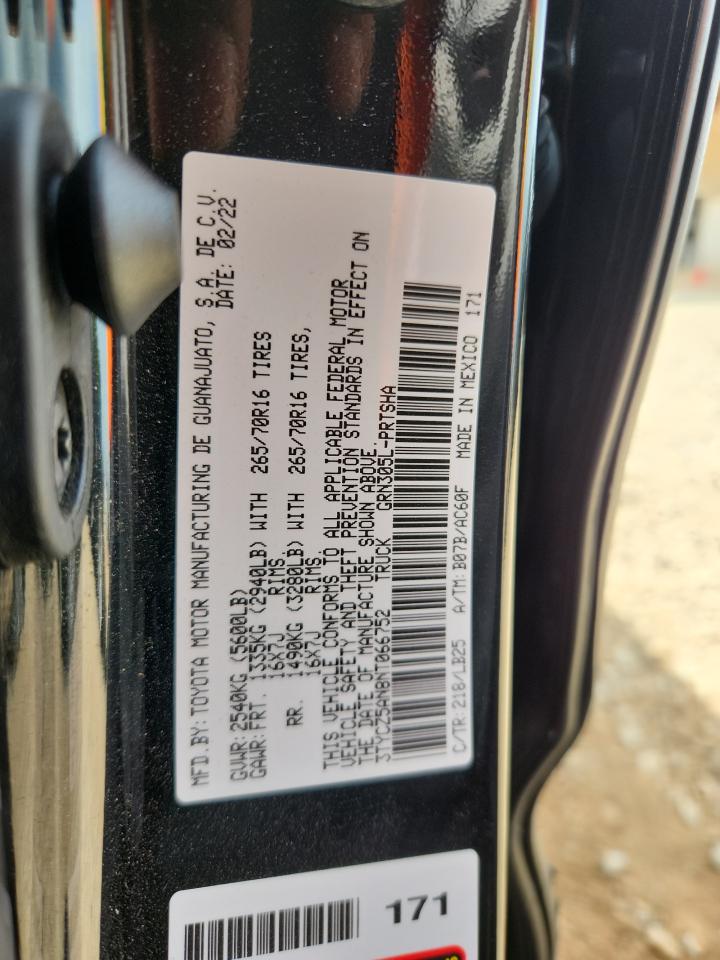 MFD.BY: TOYOTA MOTOR MANUFACTURING DE GUANAJUATO, S.A. DE C.V.
DATE: 02/22
GVWR: 2540KG (5600LB)
GAWR: FRT. 1335KG (2940LB) WITH 265/70R16 TIRES
16X7J RIMS
RR. 1490KG (3280LB) WITH 265/70R16 TIRES,
16X7J RIMS.
THIS VEHICLE CONFORMS TO ALL APPLICABLE FEDERAL MOTOR
VEHICLE SAFETY AND THEFT PREVENTION STANDARDS IN EFFECT ON
THE DATE OF MANUFACTURE SHOWN ABOVE.
3TYCZ5AN8NT066752 TRUCK GRN305L-PRTSHA
C/TR: 218/LB25 A/TM: B07B/AC60F MADE IN MEXICO 171
171